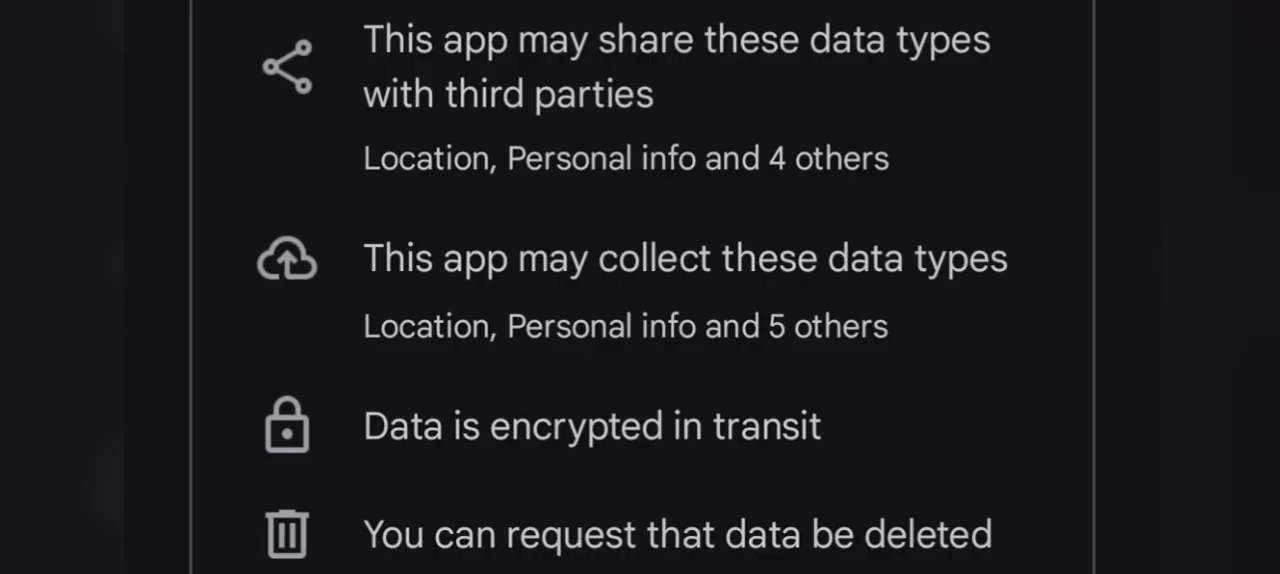 This app may share these data types
with third parties
Location, Personal info and 4 others
This app may collect these data types
Location, Personal info and 5 others
Data is encrypted in transit
You can request that data be deleted